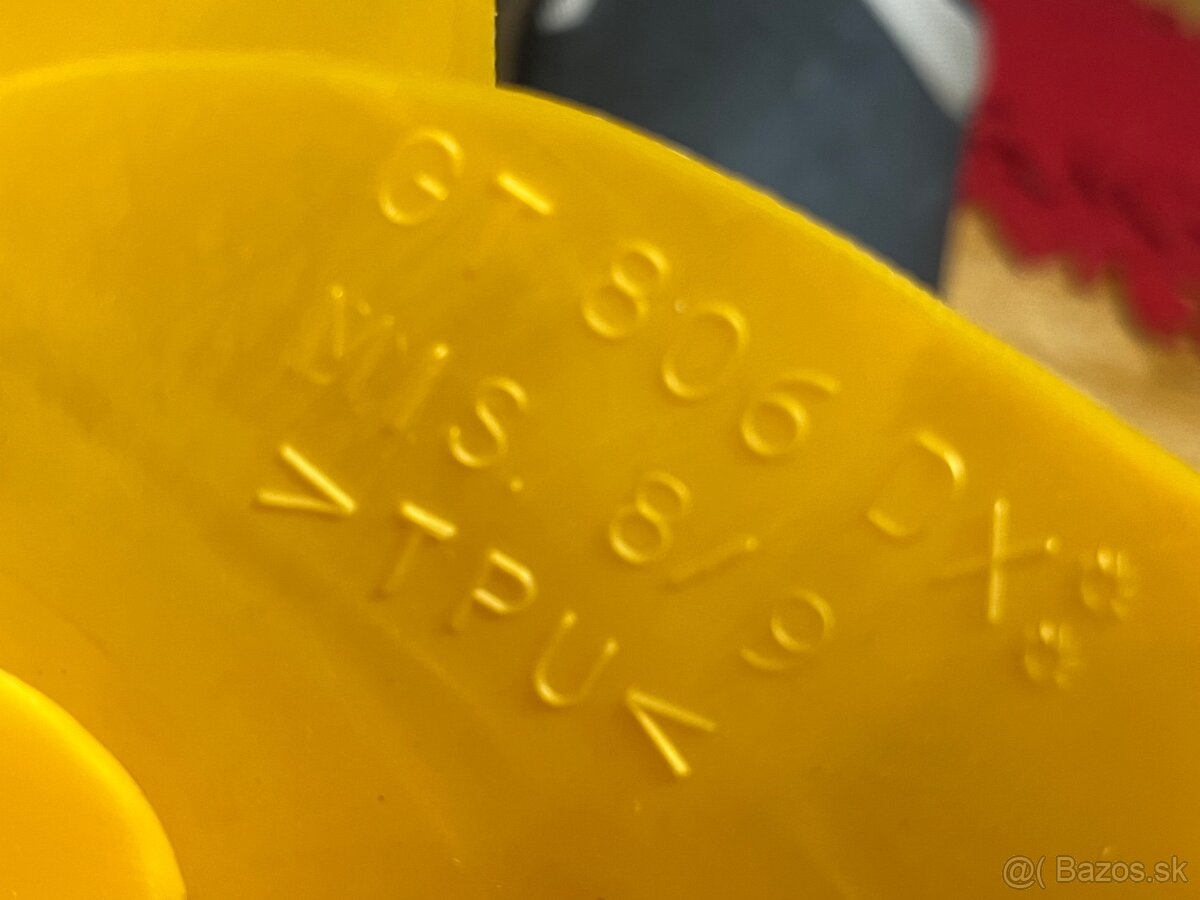 GT 806 DX
MIS. 8/9
>TPU<
@( Bazos.sk